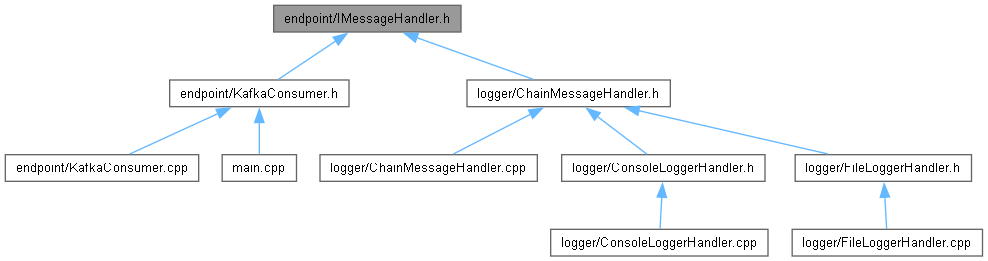 endpoint/IMessageHandler.h
endpoint/KafkaConsumer.h
logger/ChainMessageHandler.h
endpoint/KafkaConsumer.cpp
main.cpp
logger/ChainMessageHandler.cpp
logger/ConsoleLoggerHandler.h
logger/FileLoggerHandler.h
logger/ConsoleLoggerHandler.cpp
logger/FileLoggerHandler.cpp